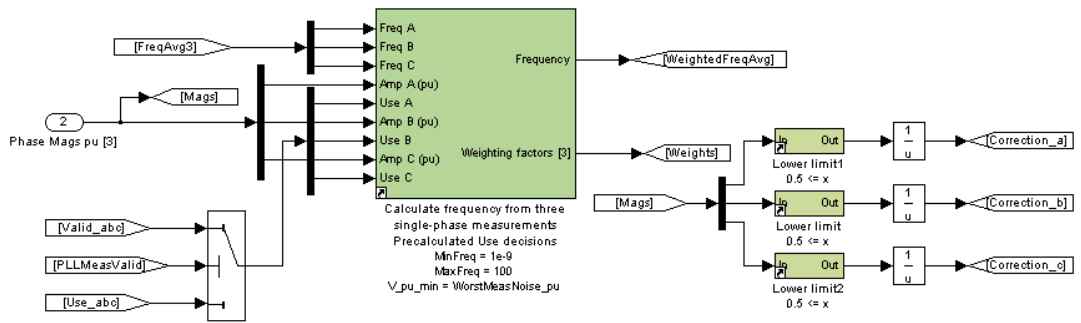 [FreqAvg3]
[Mags]
2
Phase Mags pu [3]
[Valid_abc]
[PLLMeasValid]
[Use_abc]
Freq A
Freq B
Freq C
Amp A (pu)
Use A
Amp B (pu)
Use B
Amp C (pu)
Use C
Frequency
Weighting factors [3]
Calculate frequency from three
single-phase measurements
Precalculated Use decisions
MinFreq = 1e-9
MaxFreq = 100
V_pu_min = WorstMeasNoise_pu
[WeightedFreqAvg]
[Weights]
[Mags]
In Out
Lower limit1
0.5 <= x
1
u
[Correction_a]
In Out
Lower limit
0.5 <= x
1
u
[Correction_b]
In Out
Lower limit2
0.5 <= x
1
u
[Correction_c]